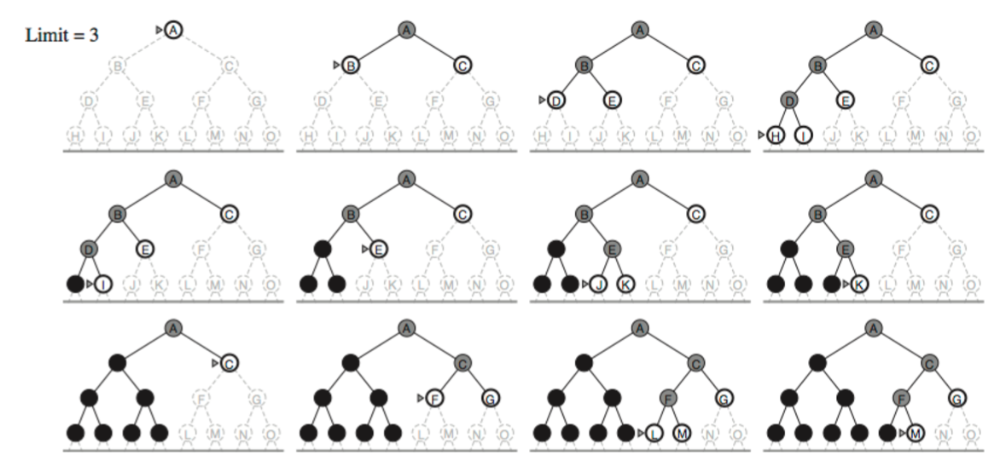 Limit = 3
A
B C
D E F G
H I J K L M N O
A
B C
D E F G
H I J K L M N O
A
B C
D E F G
H I J K L M N O
A
B C
D E F G
H I J K L M N O
A
B C
D E F G
I J K L M N O
A
B C
E F G
J K L M N O
A
B C
E F G
J K L M N O
A
B C
E F G
K L M N O
A
C
F G
L M N O
A
C
F G
L M N O
A
C
F G
L M N O
A
C
F G
M N O